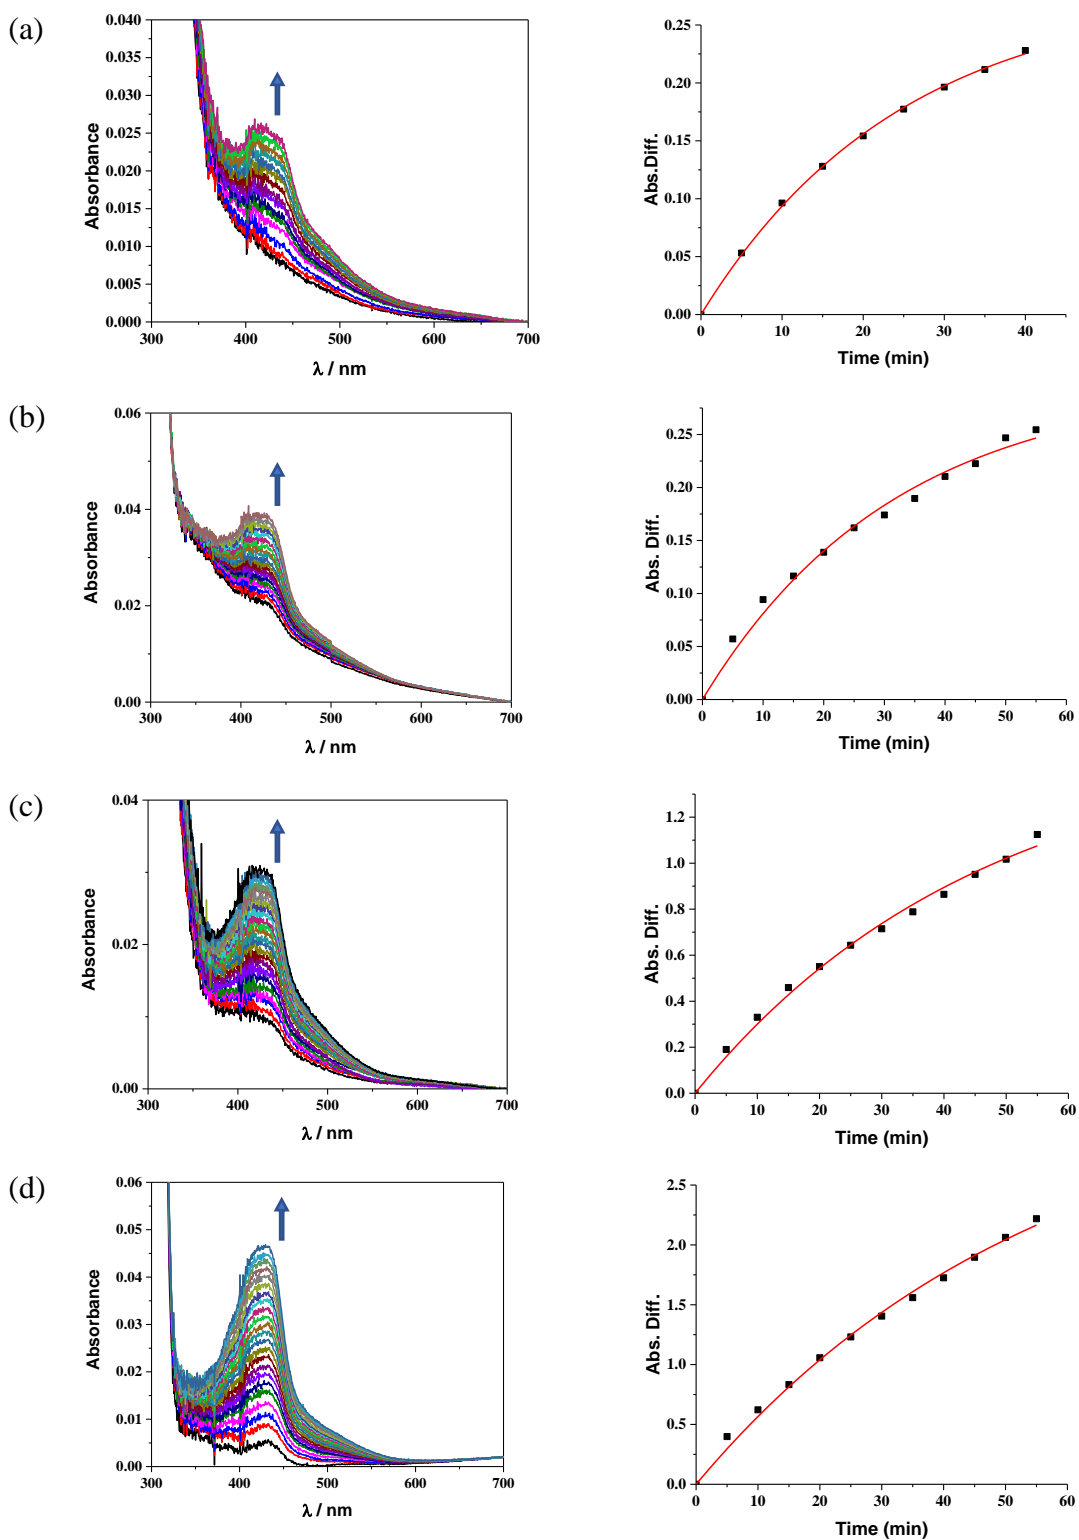 (a)
0.040
0.035
0.030
0.025
0.020
0.015
0.010
0.005
0.000
Absorbance
300 400 500 600 700
λ / nm
0.25
0.20
0.15
0.10
0.05
0.00
Abs.Diff.
0 10 20 30 40
Time (min)
(b)
0.06
0.04
0.02
0.00
Absorbance
300 400 500 600 700
λ / nm
0.25
0.20
0.15
0.10
0.05
0.00
Abs. Diff.
0 10 20 30 40 50 60
Time (min)
(c)
0.04
0.02
0.00
Absorbance
300 400 500 600 700
λ / nm
1.2
1.0
0.8
0.6
0.4
0.2
0.0
Abs. Diff.
0 10 20 30 40 50 60
Time (min)
(d)
0.06
0.05
0.04
0.03
0.02
0.01
0.00
Absorbance
300 400 500 600 700
λ / nm
2.5
2.0
1.5
1.0
0.5
0.0
Abs. Diff.
0 10 20 30 40 50 60
Time (min)